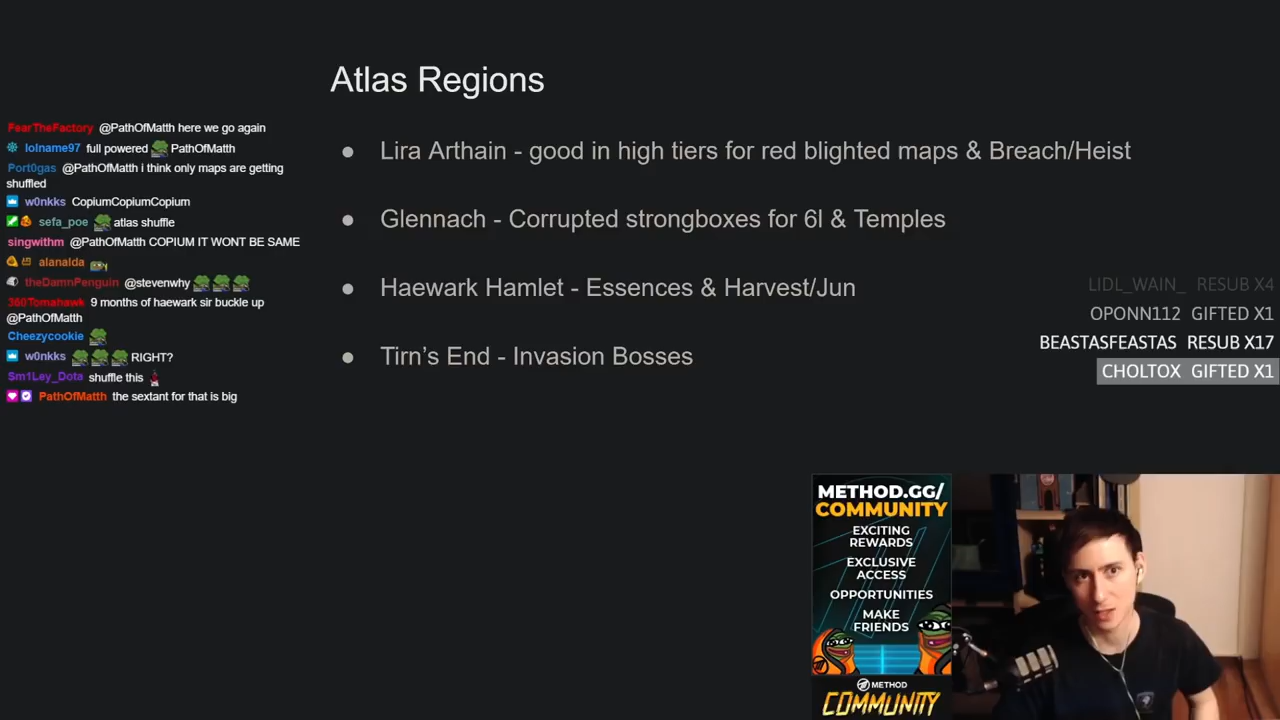 Atlas Regions
● Lira Arthain - good in high tiers for red blighted maps & Breach/Heist
● Glennach - Corrupted strongboxes for 6l & Temples
● Haewark Hamlet - Essences & Harvest/Jun
● Tirn's End - Invasion Bosses
FearTheFactory @PathOfMatth here we go again
lolname97 full powered PathOfMatth
Port0gas @PathOfMatth i think only maps are getting
shuffled
w0nkks CopiumCopiumCopium
sefa_poe atlas shuffle
singwithm @PathOfMatth COPIUM IT WONT BE SAME
alanalda
theDamnPenguin @stevenwhy
360Tomahawk 9 months of haewark sir buckle up
@PathOfMatth
Cheezycookie
w0nkks RIGHT?
Sm1Ley_Dota shuffle this
PathOfMatth the sextant for that is big
LIDL_WAIN_ RESUB X4
OPONN112 GIFTED X1
BEASTASFEASTAS RESUB X17
CHOLTOX GIFTED X1
METHOD.GG/
COMMUNITY
EXCITING
REWARDS
EXCLUSIVE
ACCESS
OPPORTUNITIES
MAKE
FRIENDS
METHOD
COMMUNITY